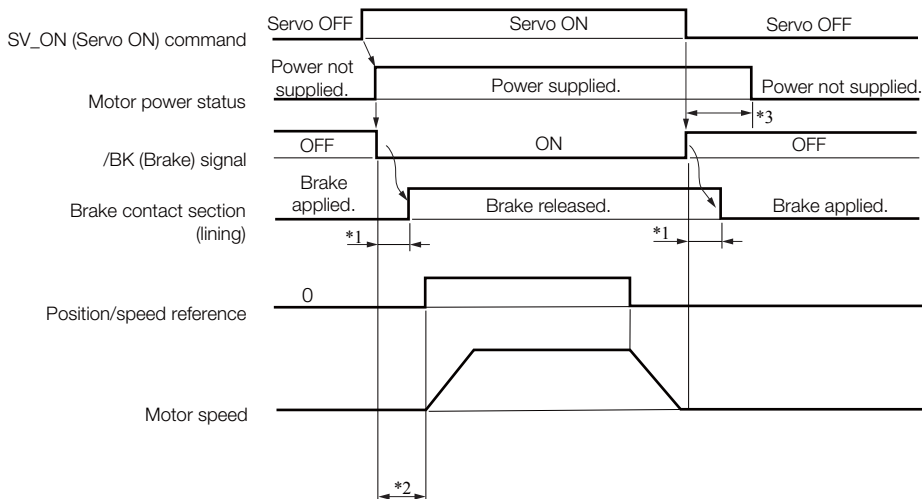 SV_ON (Servo ON) command
Servo OFF
Servo ON
Servo OFF
Motor power status
Power not
supplied.
Power supplied.
Power not supplied.
*3
/BK (Brake) signal
OFF
ON
OFF
Brake contact section
(lining)
Brake
applied.
Brake released.
Brake applied.
*1
*1
Position/speed reference
0
Motor speed
*2